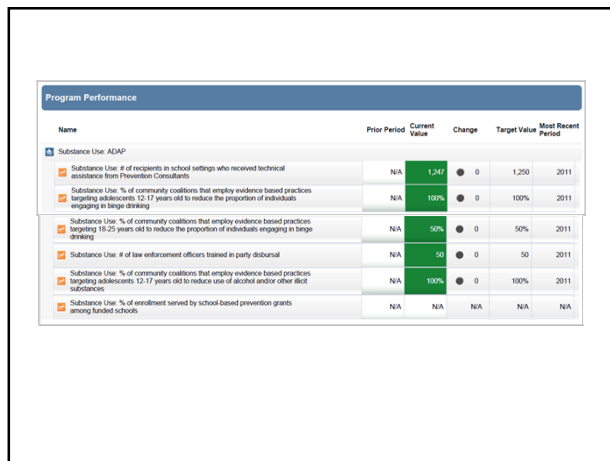 Program Performance
Name Prior Period Current Value Change Target Value Most Recent Period
Substance Use: ADAP
Substance Use: # of recipients in school settings who received technical
assistance from Prevention Consultants N/A 1,247 0 1,250 2011
Substance Use: % of community coalitions that employ evidence based practices
targeting adolescents 12-17 years old to reduce the proportion of individuals
engaging in binge drinking N/A 100% 0 100% 2011
Substance Use: % of community coalitions that employ evidence based practices
targeting 18-25 years old to reduce the proportion of individuals engaging in binge
drinking N/A 50% 0 50% 2011
Substance Use: # of law enforcement officers trained in party disbursal N/A 50 0 50 2011
Substance Use: % of community coalitions that employ evidence based practices
targeting adolescents 12-17 years old to reduce use of alcohol and/or other illicit
substances N/A 100% 0 100% 2011
Substance Use: % of enrollment served by school-based prevention grants
among funded schools N/A N/A N/A N/A N/A